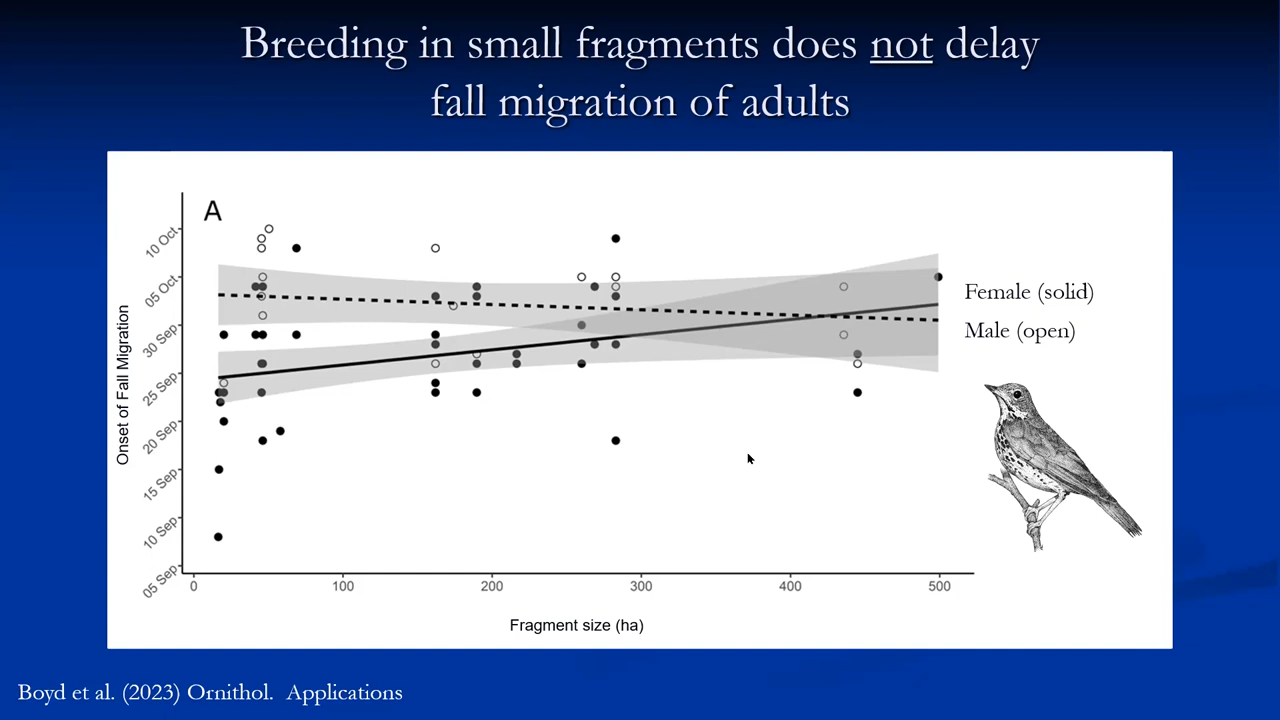 Breeding in small fragments does not delay
fall migration of adults
A
Onset of Fall Migration
10 Oct
05 Oct
30 Sep
25 Sep
20 Sep
15 Sep
10 Sep
05 Sep
Female (solid)
Male (open)
0 100 200 300 400 500
Fragment size (ha)
Boyd et al. (2023) Ornithol. Applications